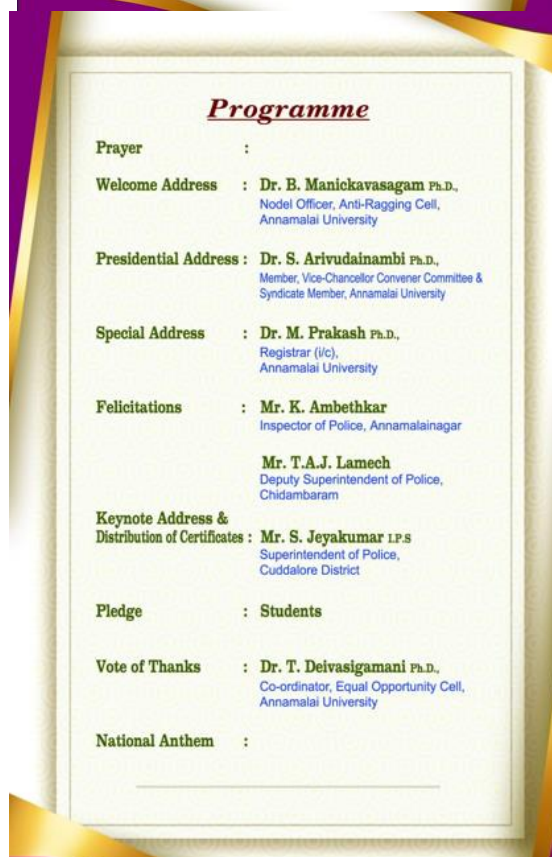 Programme
Prayer :
Welcome Address : Dr. B. Manickavasagam Ph.D.,
Nodel Officer, Anti-Ragging Cell,
Annamalai University
Presidential Address : Dr. S. Arivudainambi Ph.D.,
Member, Vice-Chancellor Convener Committee &
Syndicate Member, Annamalai University
Special Address : Dr. M. Prakash Ph.D.,
Registrar (i/c),
Annamalai University
Felicitations : Mr. K. Ambethkar
Inspector of Police, Annamalainagar
Mr. T.A.J. Lamech
Deputy Superintendent of Police,
Chidambaram
Keynote Address &
Distribution of Certificates : Mr. S. Jeyakumar I.P.S
Superintendent of Police,
Cuddalore District
Pledge : Students
Vote of Thanks : Dr. T. Deivasigamani Ph.D.,
Co-ordinator, Equal Opportunity Cell,
Annamalai University
National Anthem :